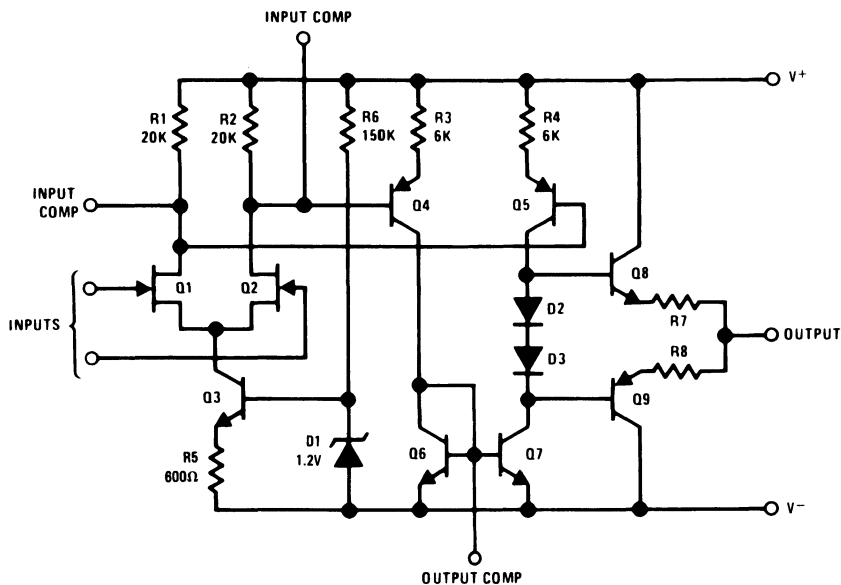 INPUT COMP
V+
R1
20K
R2
20K
R6
150K
R3
6K
R4
6K
INPUT
COMP
Q4
Q5
Q1
Q2
Q8
D2
R7
INPUTS
OUTPUT
D3
R8
Q3
Q9
D1
1.2V
Q6
Q7
R5
600Ω
V-
OUTPUT COMP